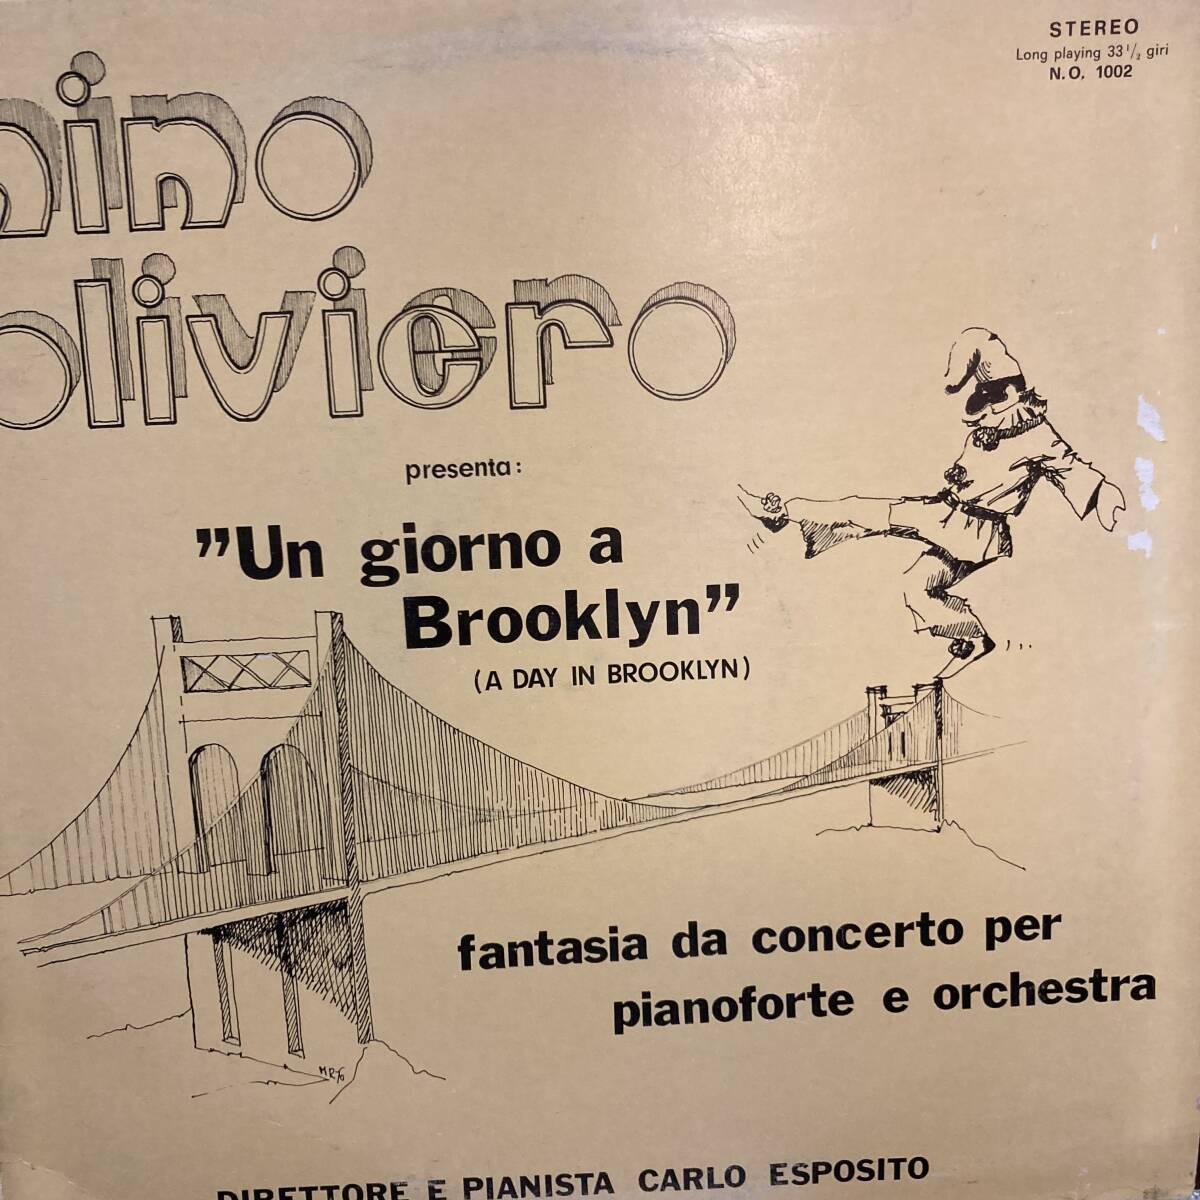 STEREO
Long playing 33 1/2 giri
N.O. 1002
nino
oliviero
presenta:
"Un giorno a
Brooklyn"
(A DAY IN BROOKLYN)
fantasia da concerto per
pianoforte e orchestra
MR76
DIRETTORE E PIANISTA CARLO ESPOSITO